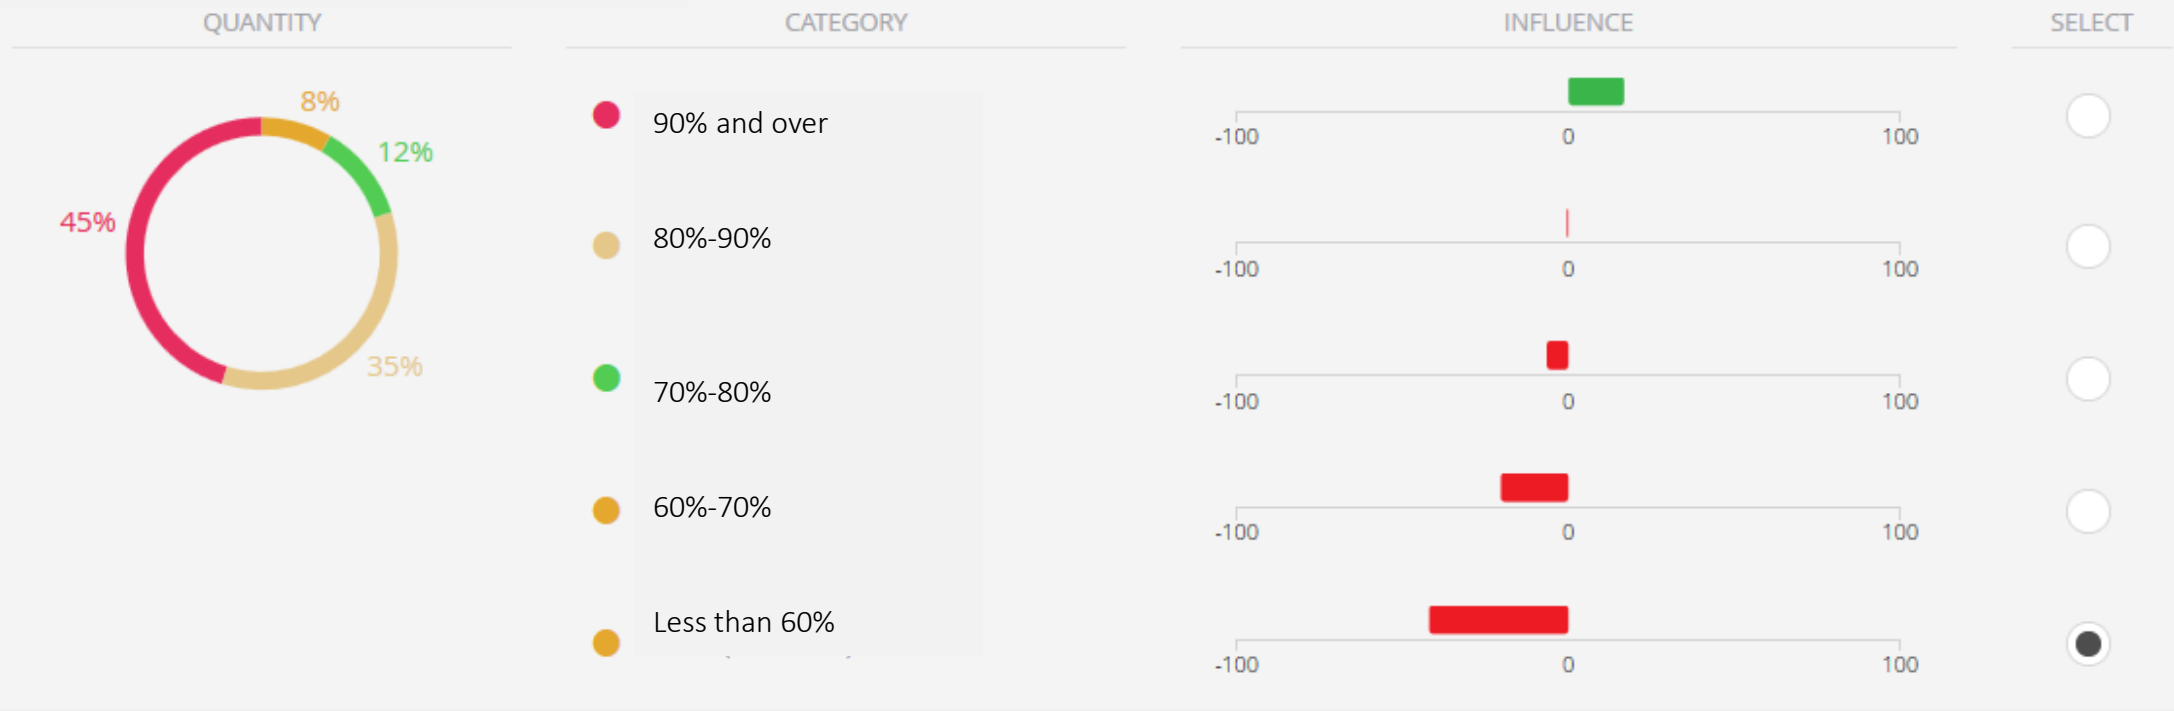 QUANTITY CATEGORY INFLUENCE SELECT
8%
12%
45%
35%
90% and over
-100 0 100
80%-90%
-100 0 100
70%-80%
-100 0 100
60%-70%
-100 0 100
Less than 60%
-100 0 100